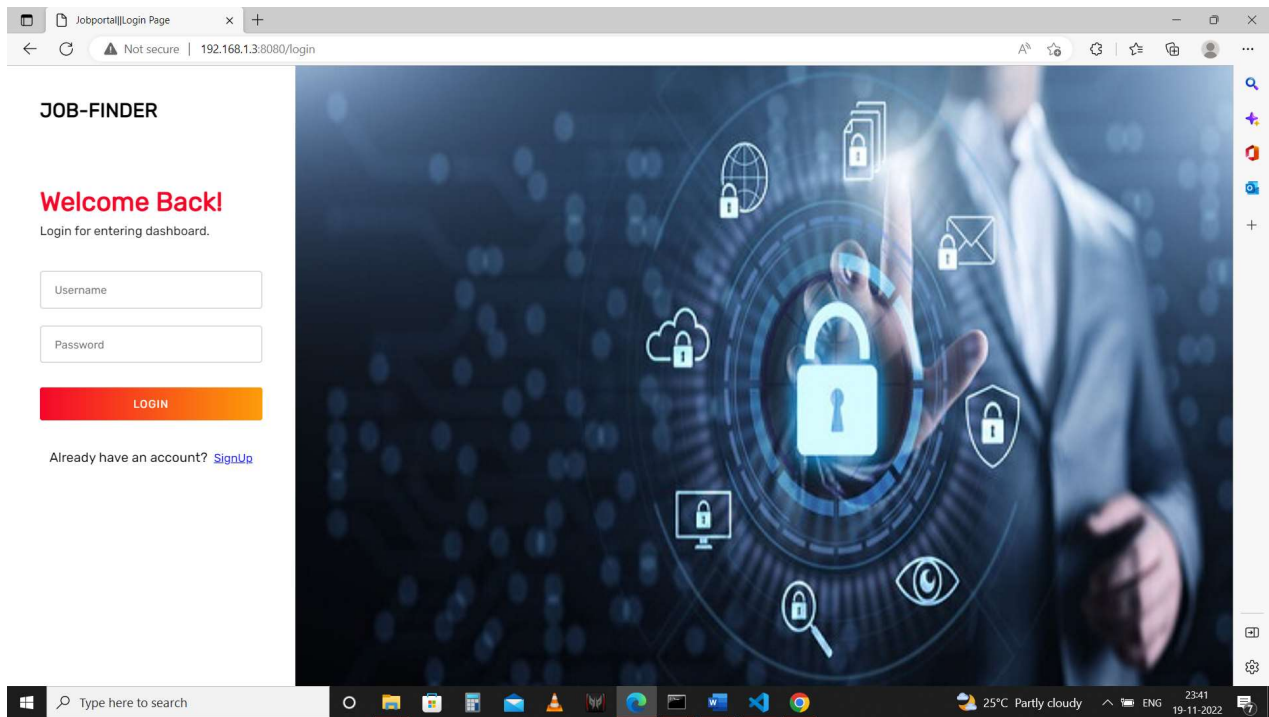 Jobportal||Login Page
Not secure | 192.168.1.3:8080/login
JOB-FINDER
Welcome Back!
Login for entering dashboard.
Username
Password
LOGIN
Already have an account? SignUp
Type here to search
25°C Partly cloudy
ENG
23:41
19-11-2022
7